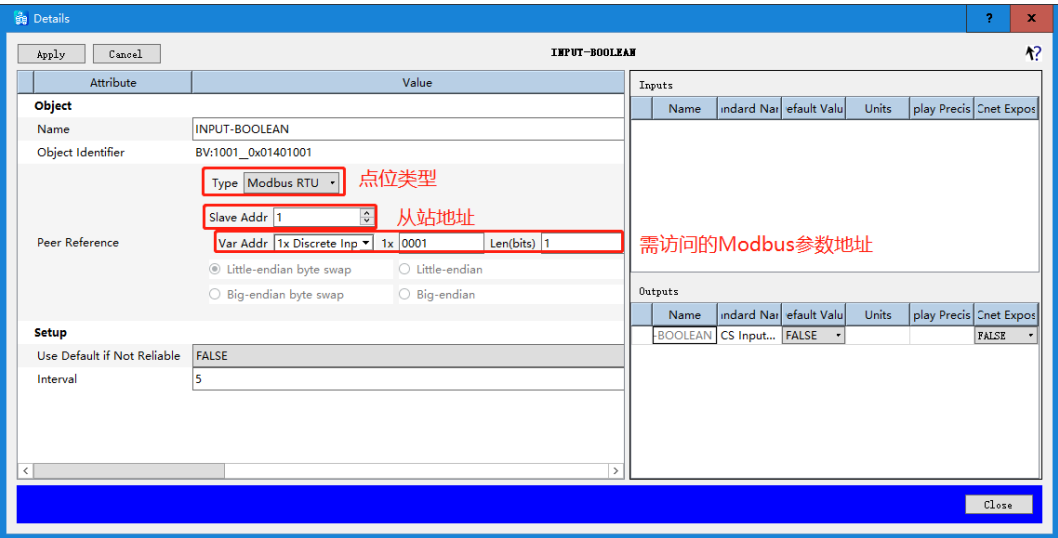 Details
? x
Apply Cancel INPUT-BOOLEAN ?
Attribute Value
Object
Name INPUT-BOOLEAN
Object Identifier BV:1001_0x01401001
Type Modbus RTU 点位类型
Slave Addr 1 从站地址
Peer Reference Var Addr 1x Discrete Inp 1x 0001 Len(bits) 1 需访问的Modbus参数地址
Little-endian byte swap Little-endian
Big-endian byte swap Big-endian
Setup
Use Default if Not Reliable FALSE
Interval 5
Inputs
Name ndard Nar efault Valu Units play Precis Cnet Expos
Outputs
Name ndard Nar efault Valu Units play Precis Cnet Expos
-BOOLEAN CS Input... FALSE FALSE
Close